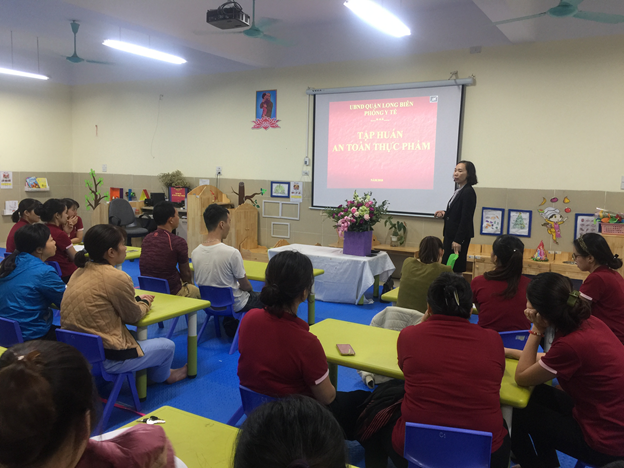 UBND QUẬN LONG BIÊN
PHÒNG Y TẾ
TẬP HUẤN
AN TOÀN THỰC PHẨM